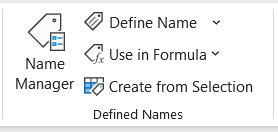 Name
Manager
Define Name
Use in Formula
Create from Selection
Defined Names